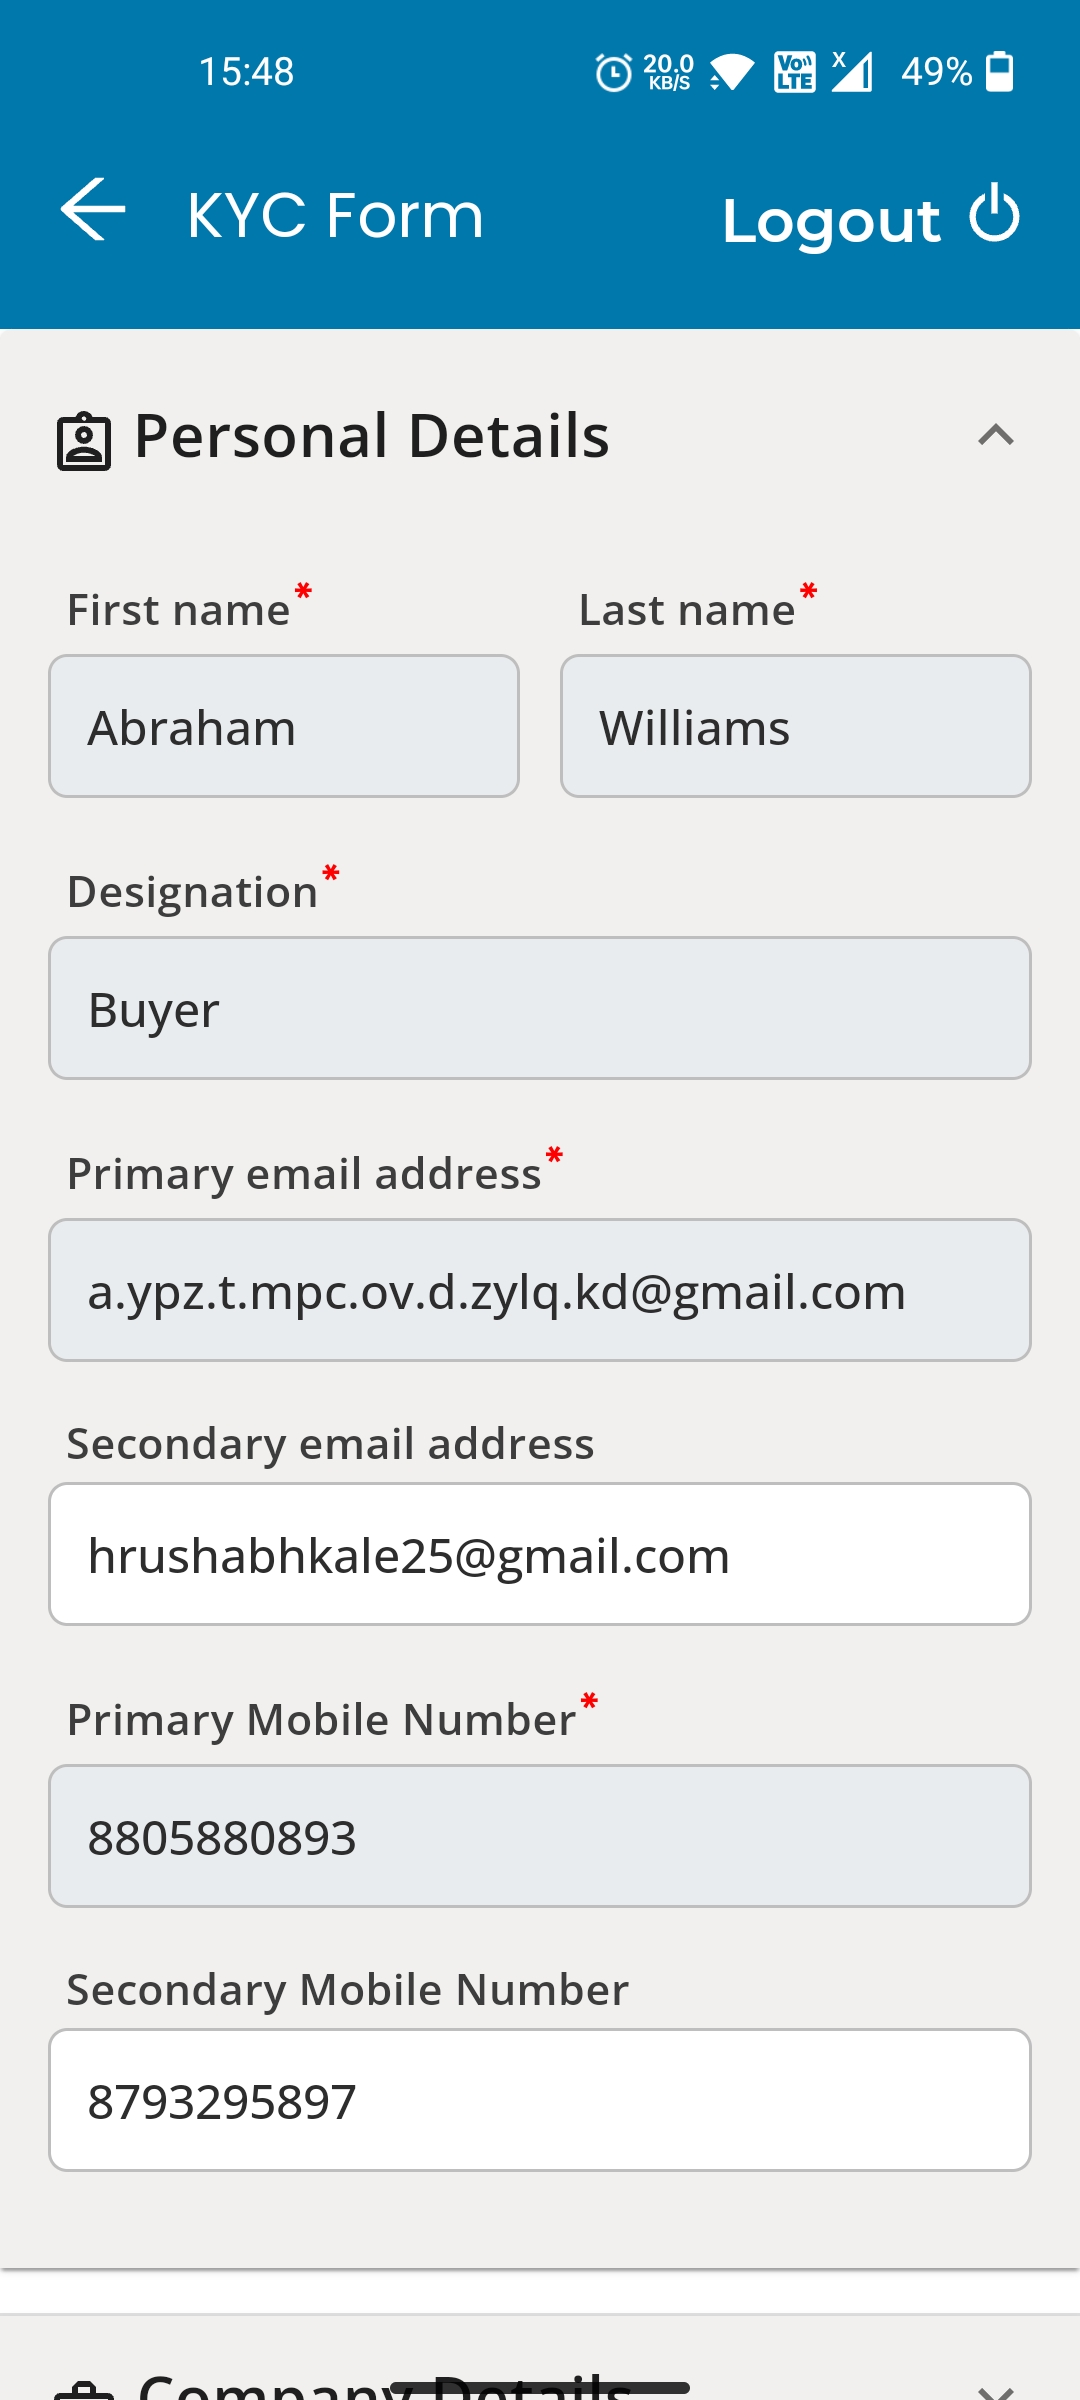 15:48 20.0 KB/S Vo LTE X 49%
KYC Form Logout
Personal Details
First name* Last name*
Abraham Williams
Designation*
Buyer
Primary email address*
a.ypz.t.mpc.ov.d.zylq.kd@gmail.com
Secondary email address
hrushabhkale25@gmail.com
Primary Mobile Number*
8805880893
Secondary Mobile Number
8793295897
Company Details